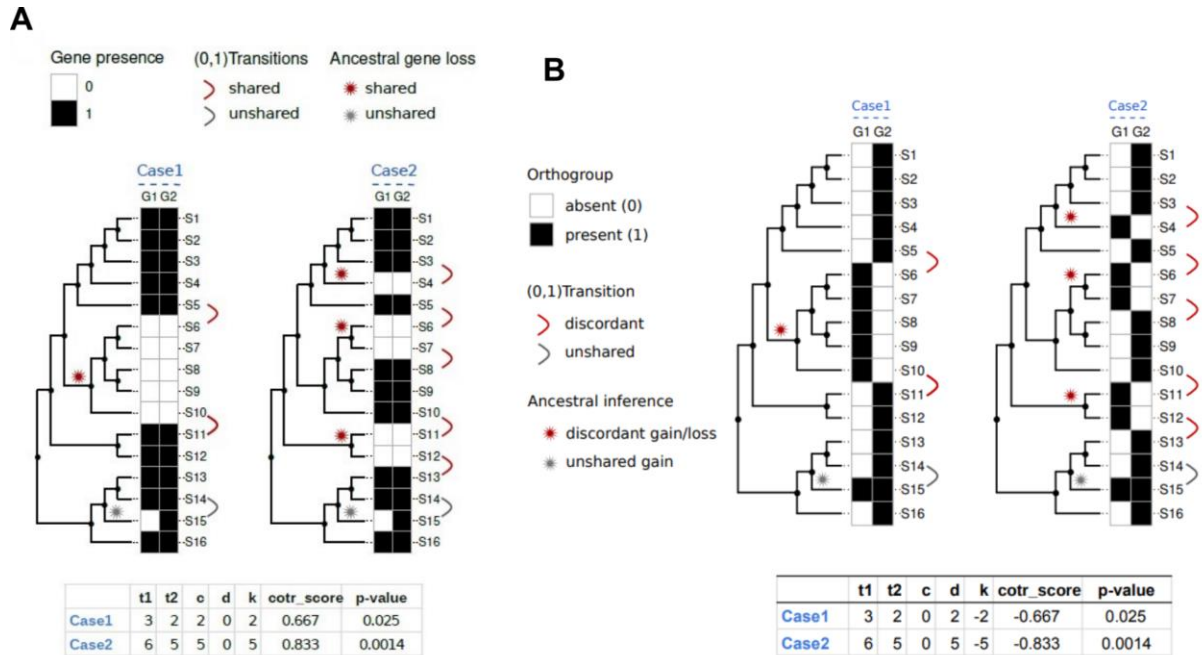 A
Gene presence
0
1
(0,1)Transitions
shared
unshared
Ancestral gene loss
shared
unshared
Case1
G1 G2
S1
S2
S3
S4
S5
S6
S7
S8
S9
S10
S11
S12
S13
S14
S15
S16
Case2
G1 G2
S1
S2
S3
S4
S5
S6
S7
S8
S9
S10
S11
S12
S13
S14
S15
S16
t1 t2 c d k cotr_score p-value
Case1 3 2 2 0 2 0.667 0.025
Case2 6 5 5 0 5 0.833 0.0014
B
Orthogroup
absent (0)
present (1)
(0,1)Transition
discordant
unshared
Ancestral inference
discordant gain/loss
unshared gain
Case1
G1 G2
S1
S2
S3
S4
S5
S6
S7
S8
S9
S10
S11
S12
S13
S14
S15
S16
Case2
G1 G2
S1
S2
S3
S4
S5
S6
S7
S8
S9
S10
S11
S12
S13
S14
S15
S16
t1 t2 c d k cotr_score p-value
Case1 3 2 0 2 -2 -0.667 0.025
Case2 6 5 0 5 -5 -0.833 0.0014